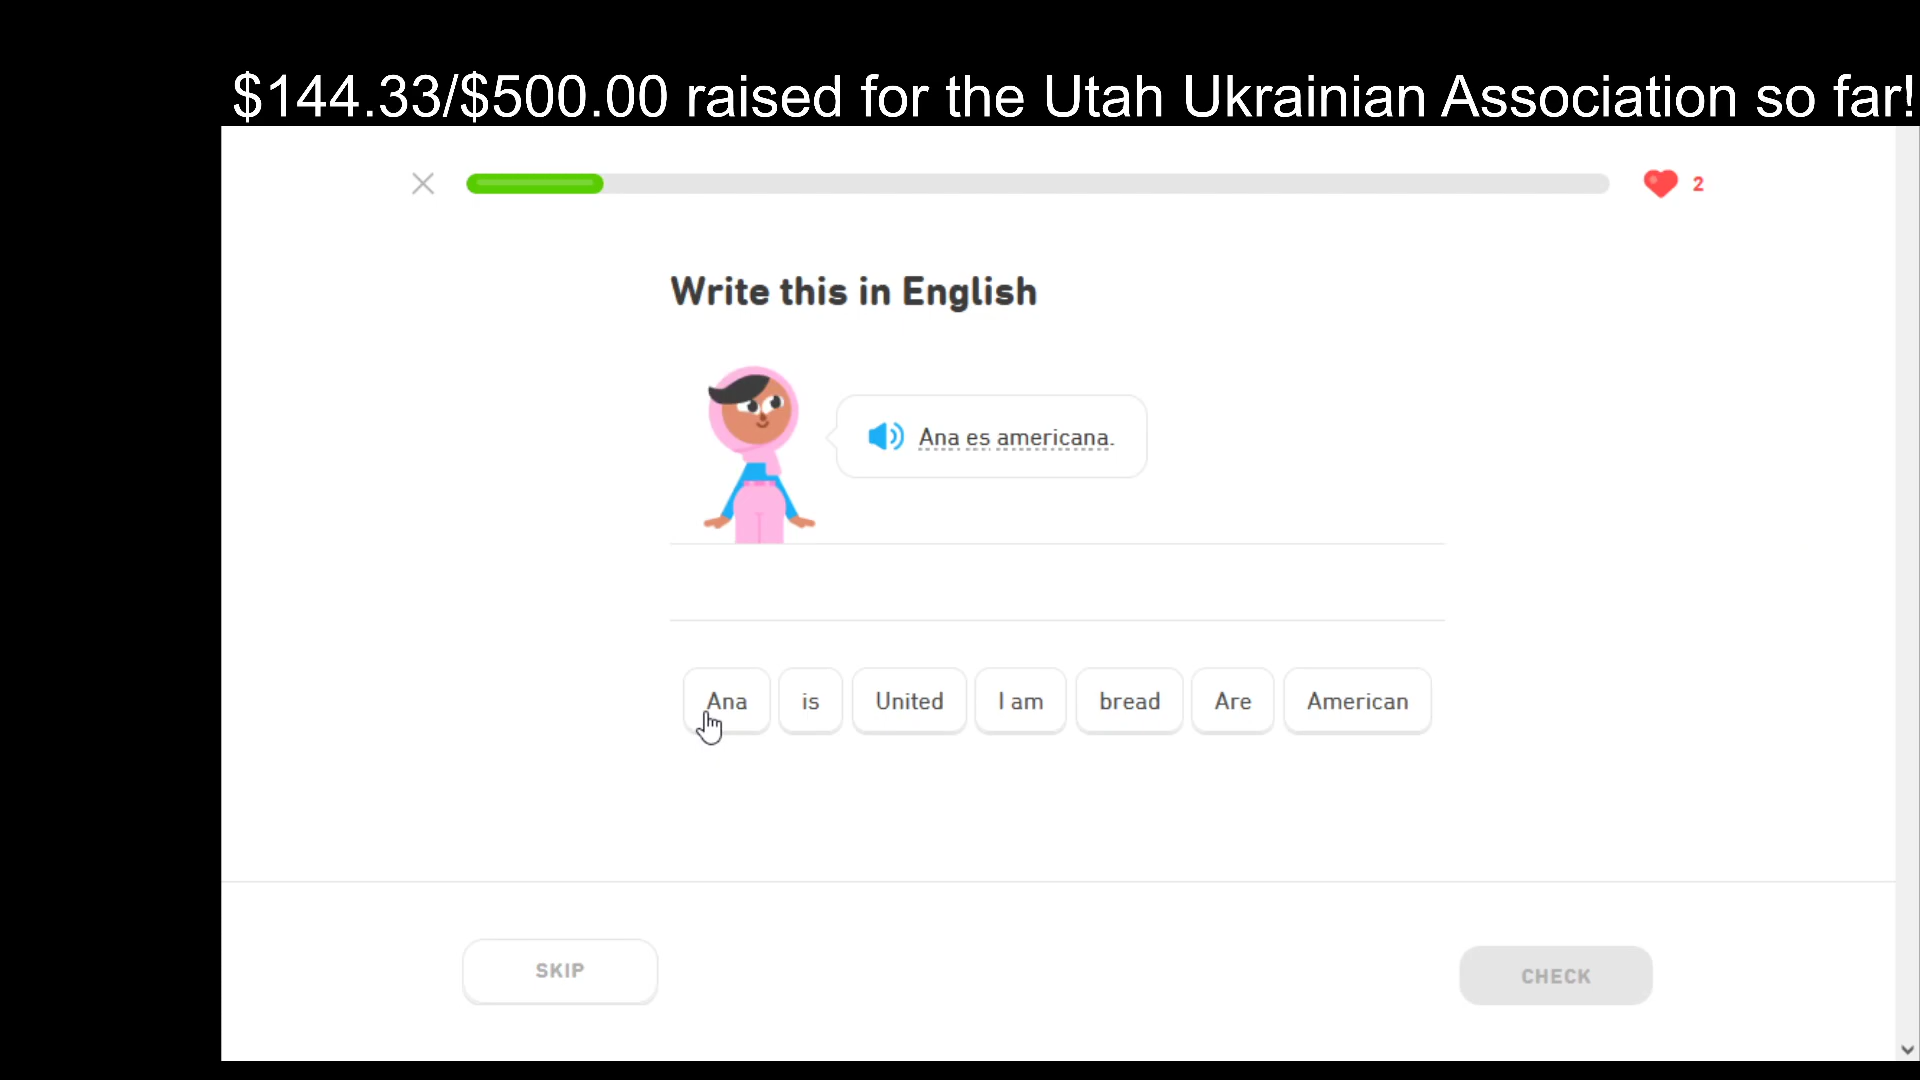 $144.33/$500.00 raised for the Utah Ukrainian Association so far!
2
Write this in English
Ana es americana.
Ana is United I am bread Are American
SKIP CHECK